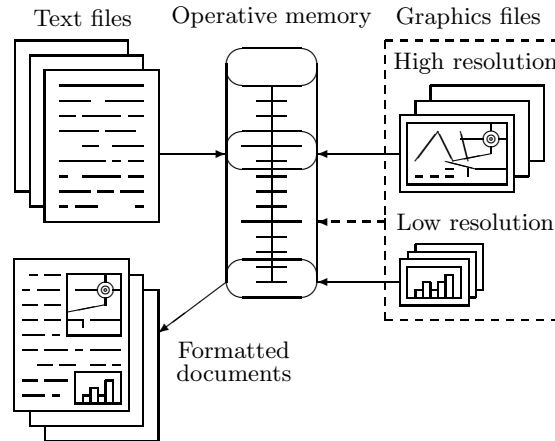 Text files
Operative memory
Graphics files
High resolution
Low resolution
Formatted
documents